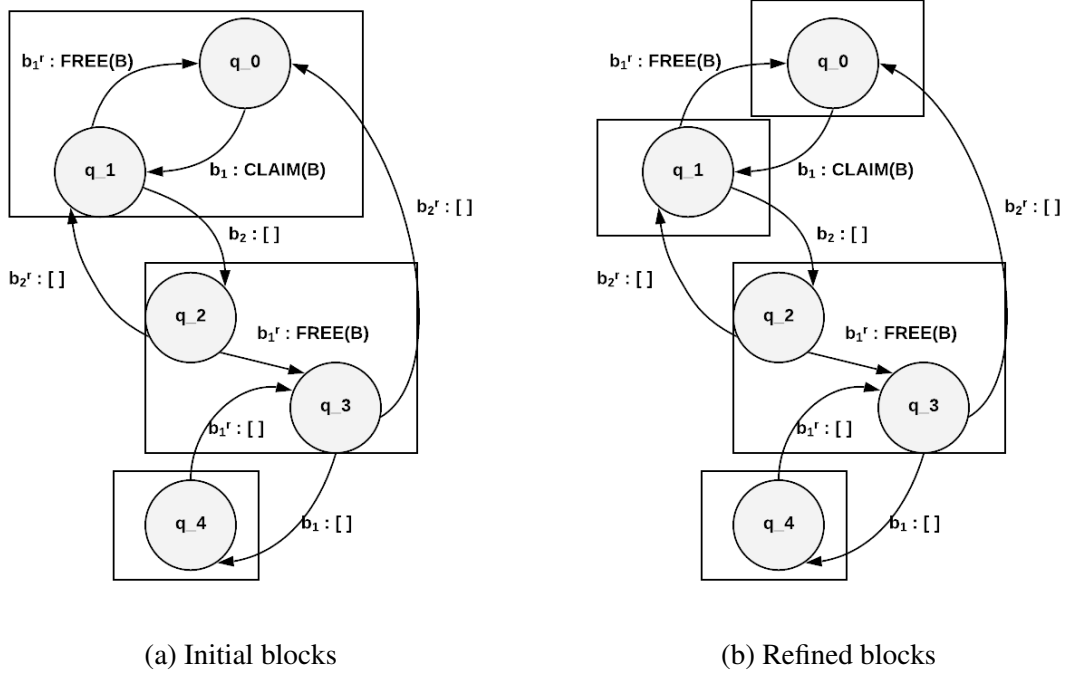 q_0
b₁ʳ : FREE(B)
q_1
b₁ : CLAIM(B)
b₂ʳ : [ ]
b₂ : [ ]
b₂ʳ : [ ]
q_2
b₁ʳ : FREE(B)
q_3
b₁ʳ : [ ]
q_4
b₁ : [ ]
(a) Initial blocks
q_0
b₁ʳ : FREE(B)
q_1
b₁ : CLAIM(B)
b₂ʳ : [ ]
b₂ : [ ]
b₂ʳ : [ ]
q_2
b₁ʳ : FREE(B)
q_3
b₁ʳ : [ ]
q_4
b₁ : [ ]
(b) Refined blocks